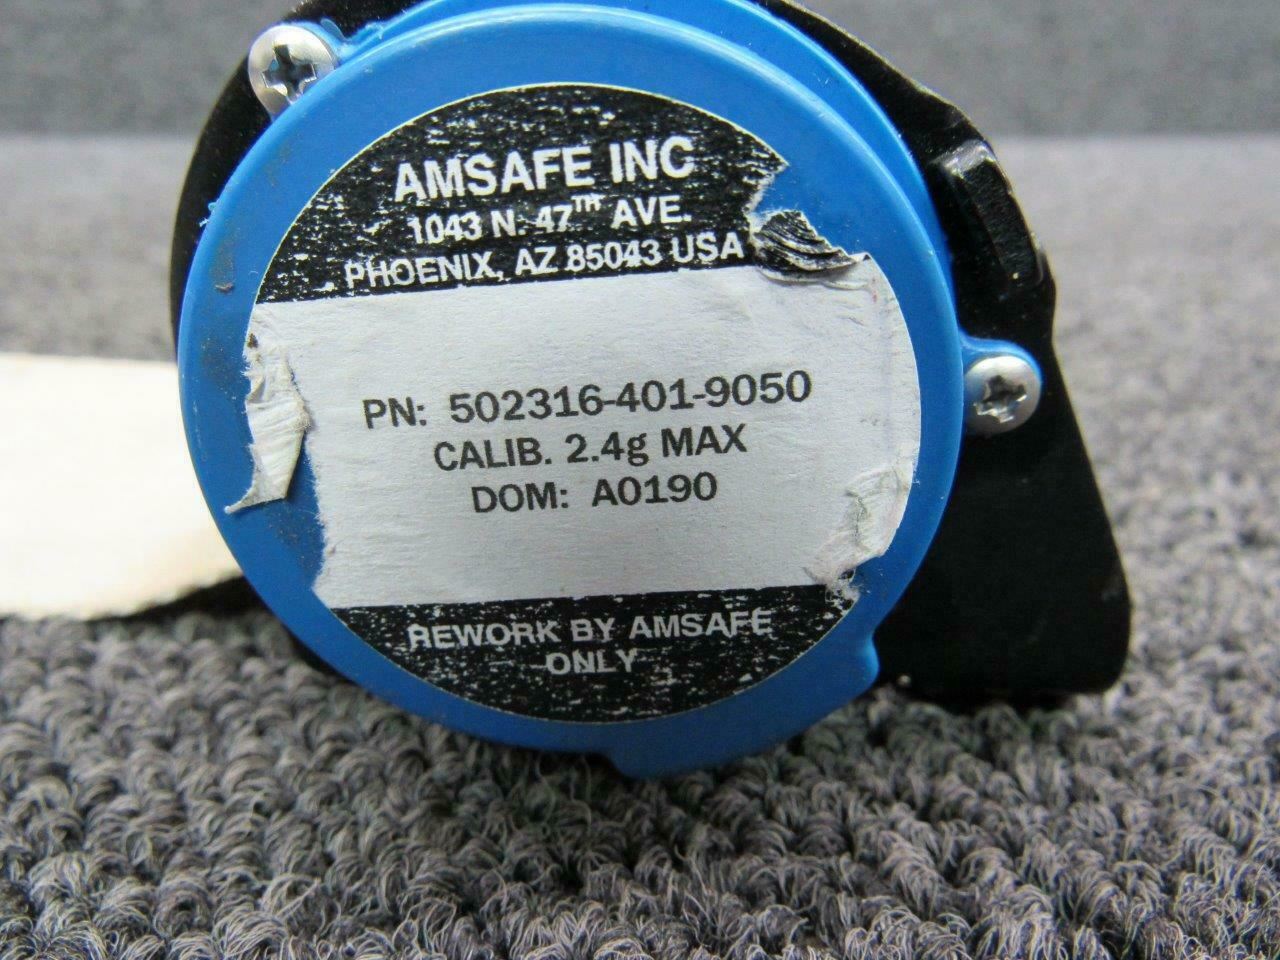 AMSAFE INC
1043 N. 47TH AVE.
PHOENIX, AZ 85043 USA
PN: 502316-401-9050
CALIB. 2.4g MAX
DOM: A0190
REWORK BY AMSAFE
ONLY